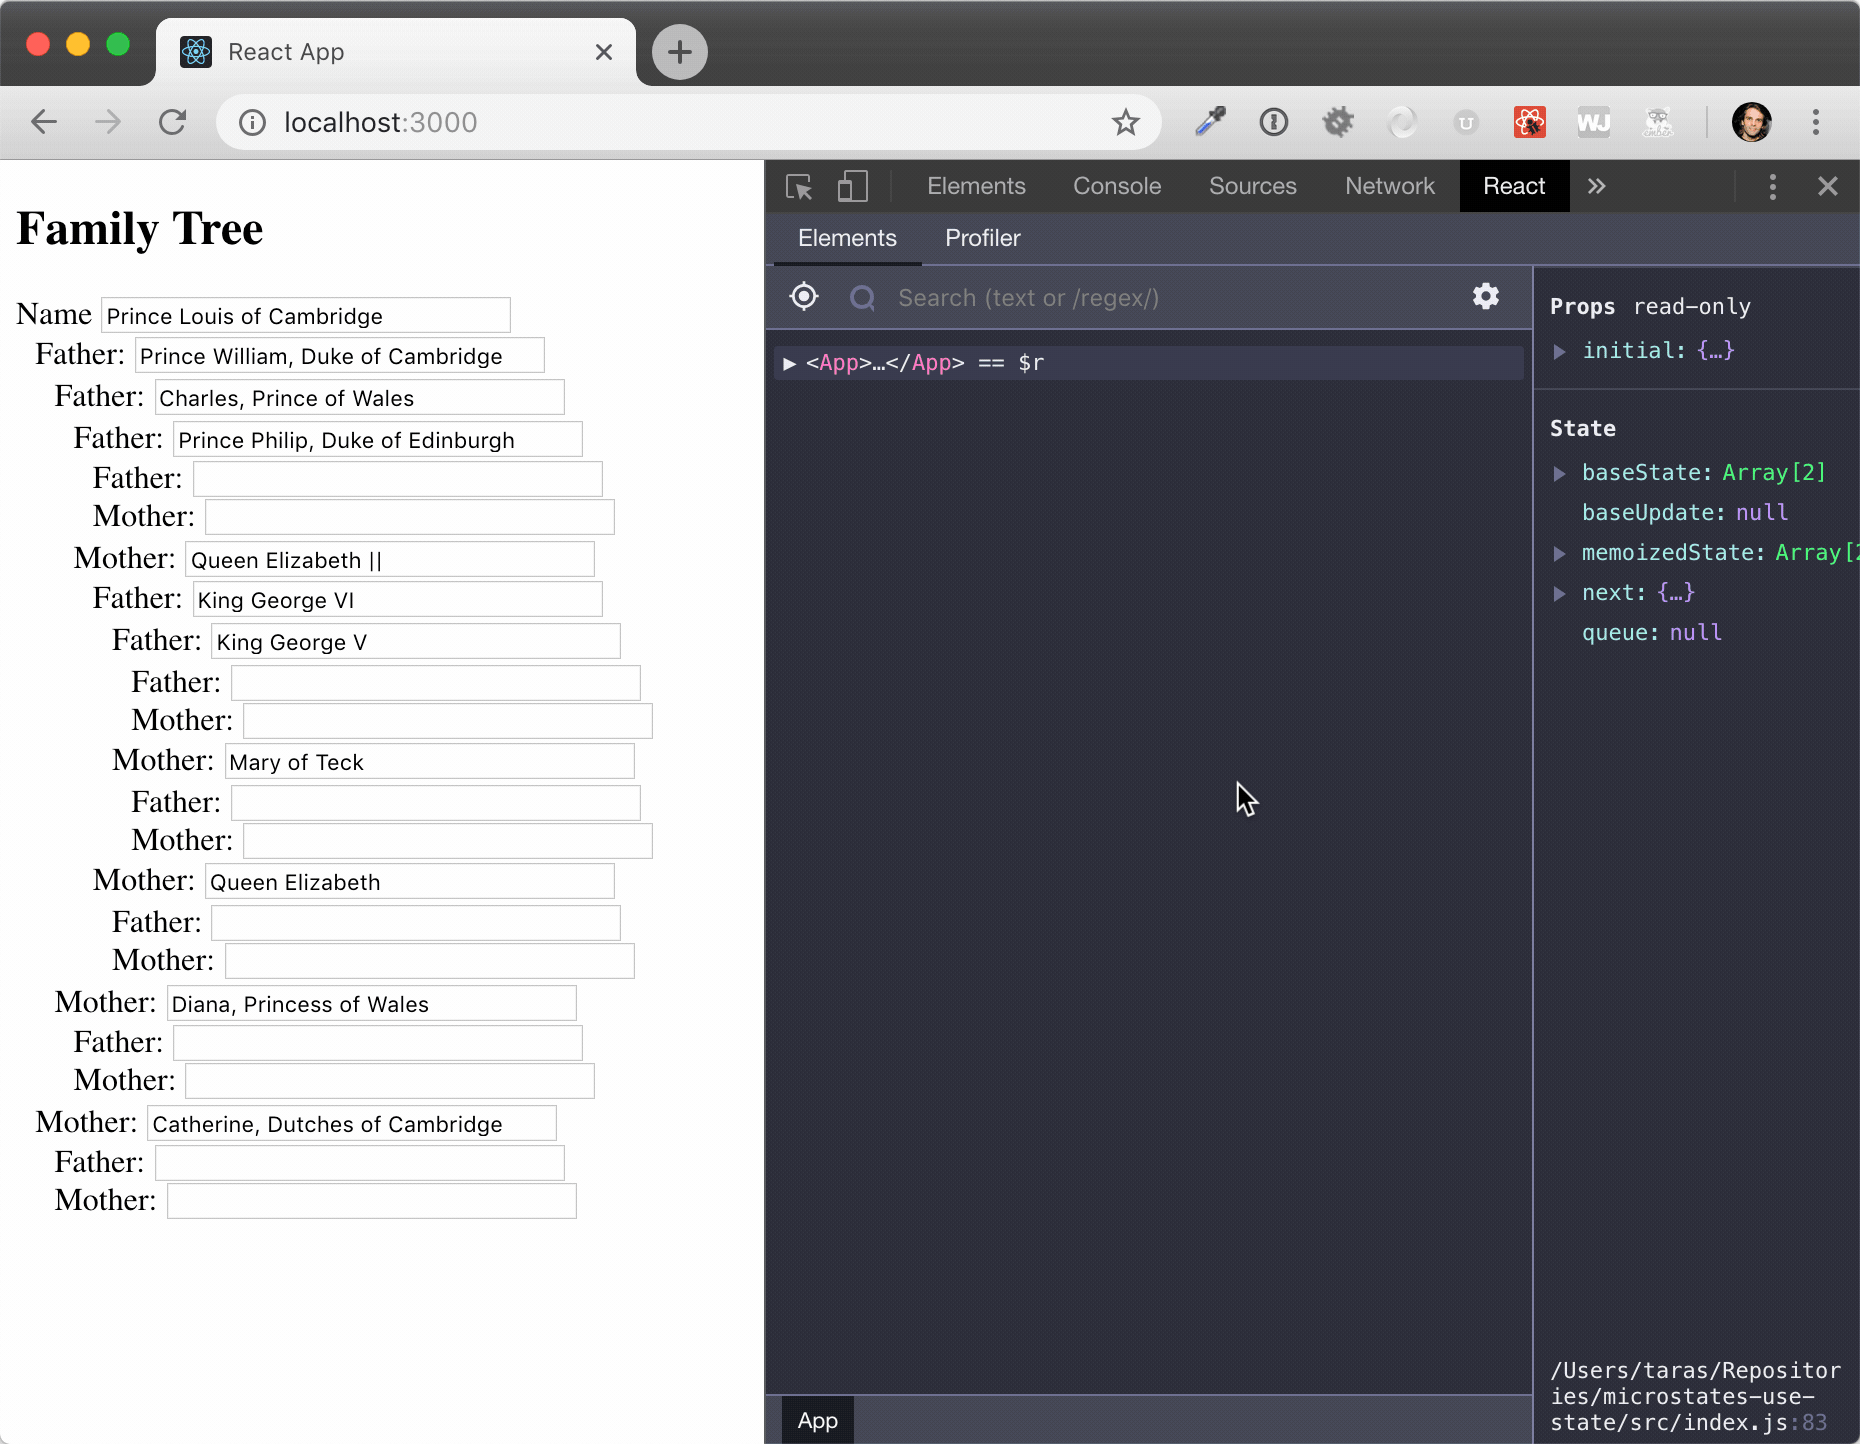 React App
localhost:3000
U
WJ
ember
Family Tree
Name Prince Louis of Cambridge
Father: Prince William, Duke of Cambridge
Father: Charles, Prince of Wales
Father: Prince Philip, Duke of Edinburgh
Father:
Mother:
Mother: Queen Elizabeth ||
Father: King George VI
Father: King George V
Father:
Mother:
Mother: Mary of Teck
Father:
Mother:
Mother: Queen Elizabeth
Father:
Mother:
Mother: Diana, Princess of Wales
Father:
Mother:
Mother: Catherine, Dutches of Cambridge
Father:
Mother:
Elements Console Sources Network React »
Elements Profiler
Search (text or /regex/)
▶ <App>…</App> == $r
App
Props read-only
▶ initial: {…}
State
▶ baseState: Array[2]
baseUpdate: null
▶ memoizedState: Array[2
▶ next: {…}
queue: null
/Users/taras/Repositor
ies/microstates-use-
state/src/index.js:83